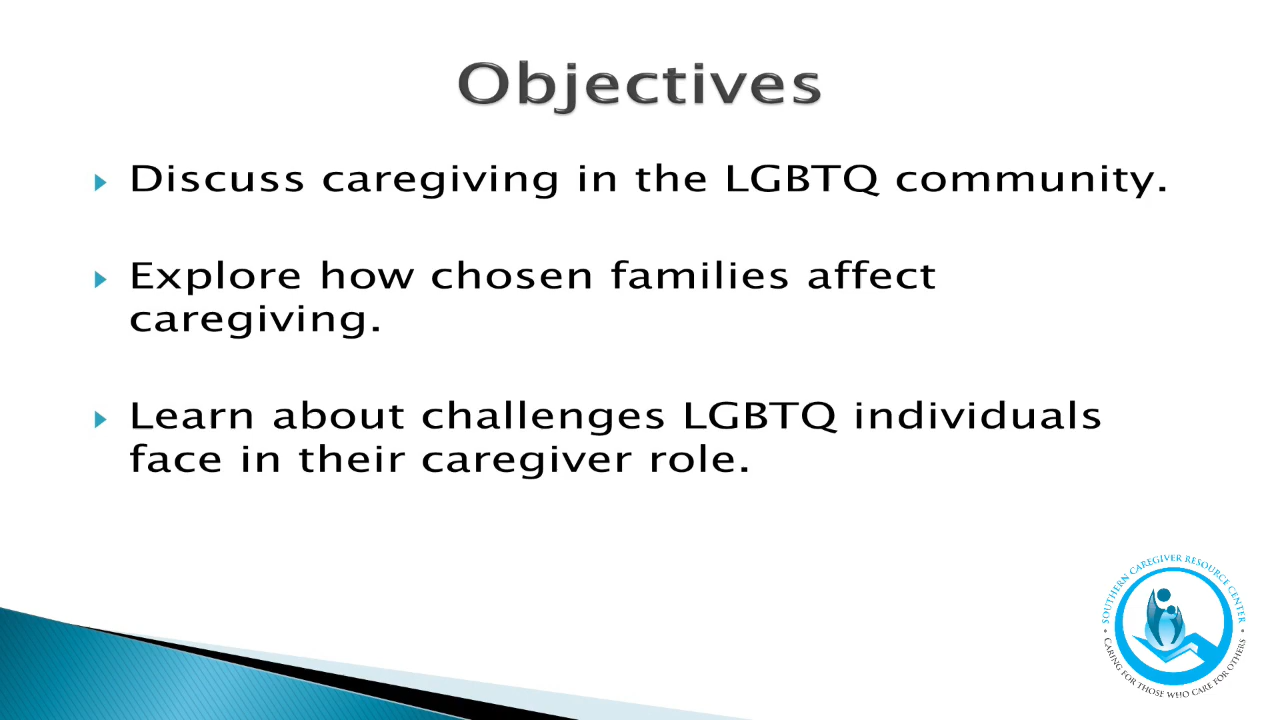 Objectives
Discuss caregiving in the LGBTQ community.
Explore how chosen families affect
caregiving.
Learn about challenges LGBTQ individuals
face in their caregiver role.
SOUTHERN CAREGIVER RESOURCE CENTER
• CARING FOR THOSE WHO CARE FOR OTHERS •